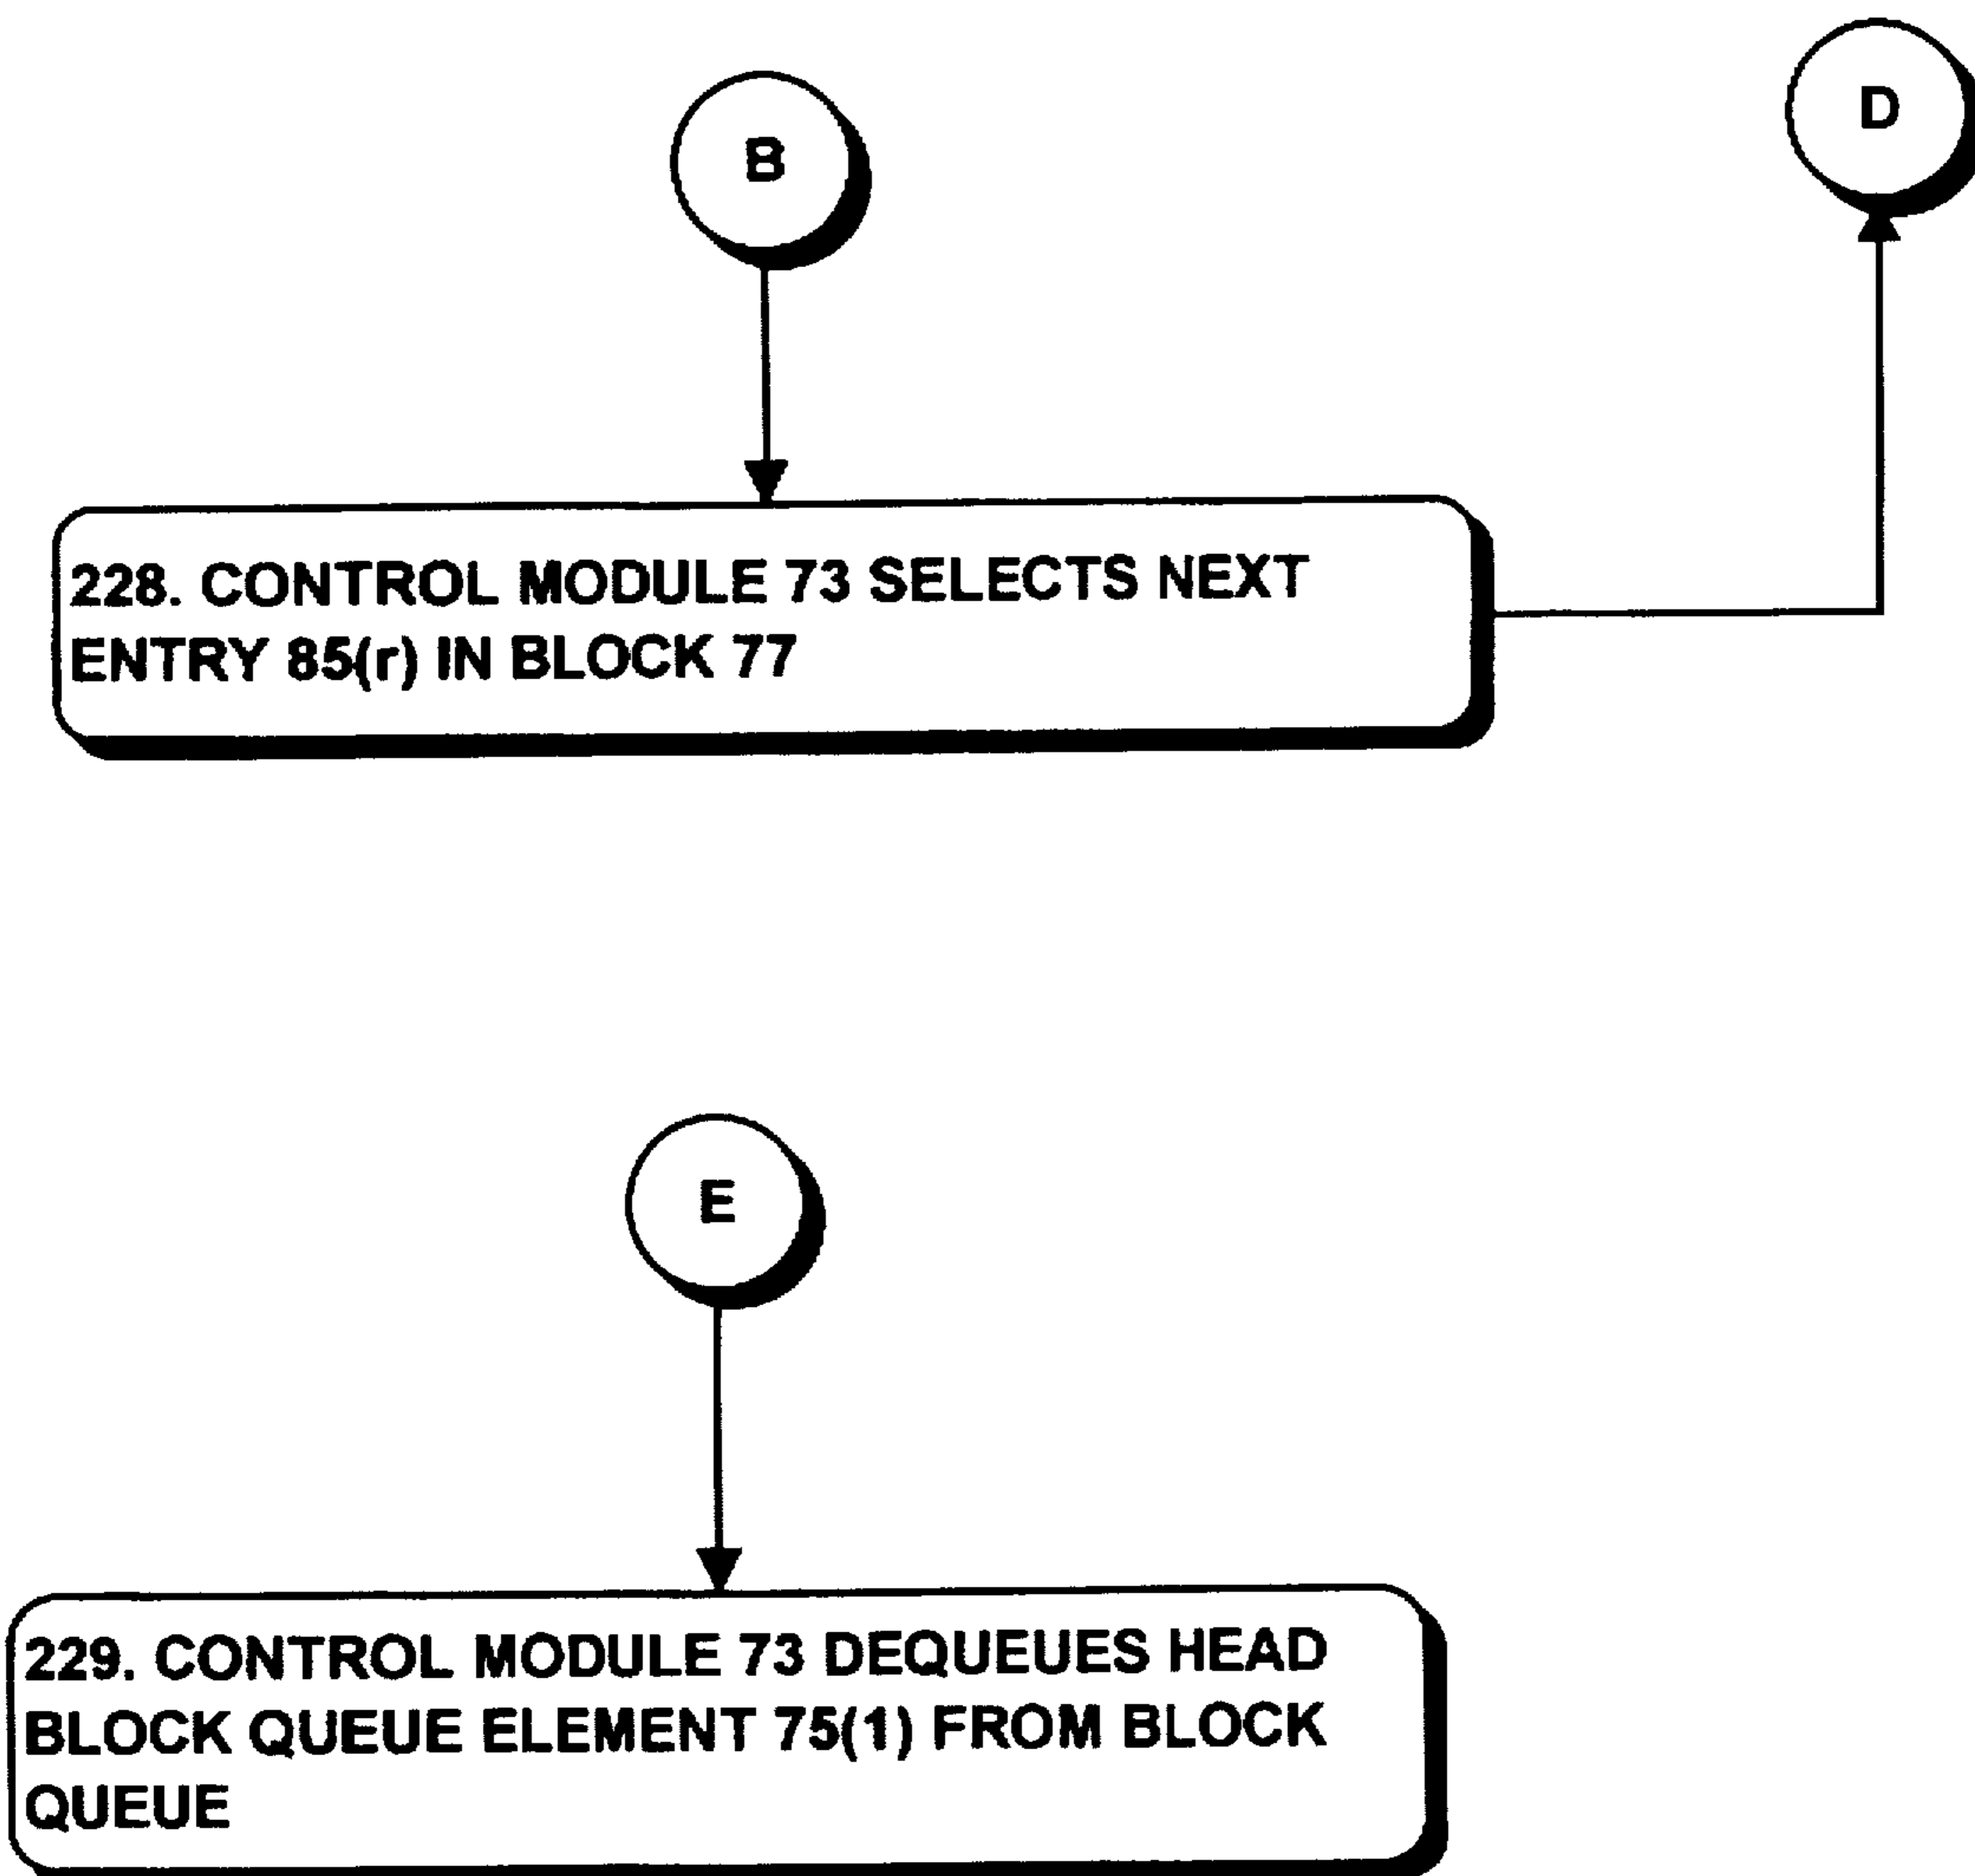 B
D
228. CONTROL MODULE 73 SELECTS NEXT
ENTRY 85(r) IN BLOCK 77
E
229. CONTROL MODULE 73 DEQUEUES HEAD
BLOCK QUEUE ELEMENT 75(1) FROM BLOCK
QUEUE